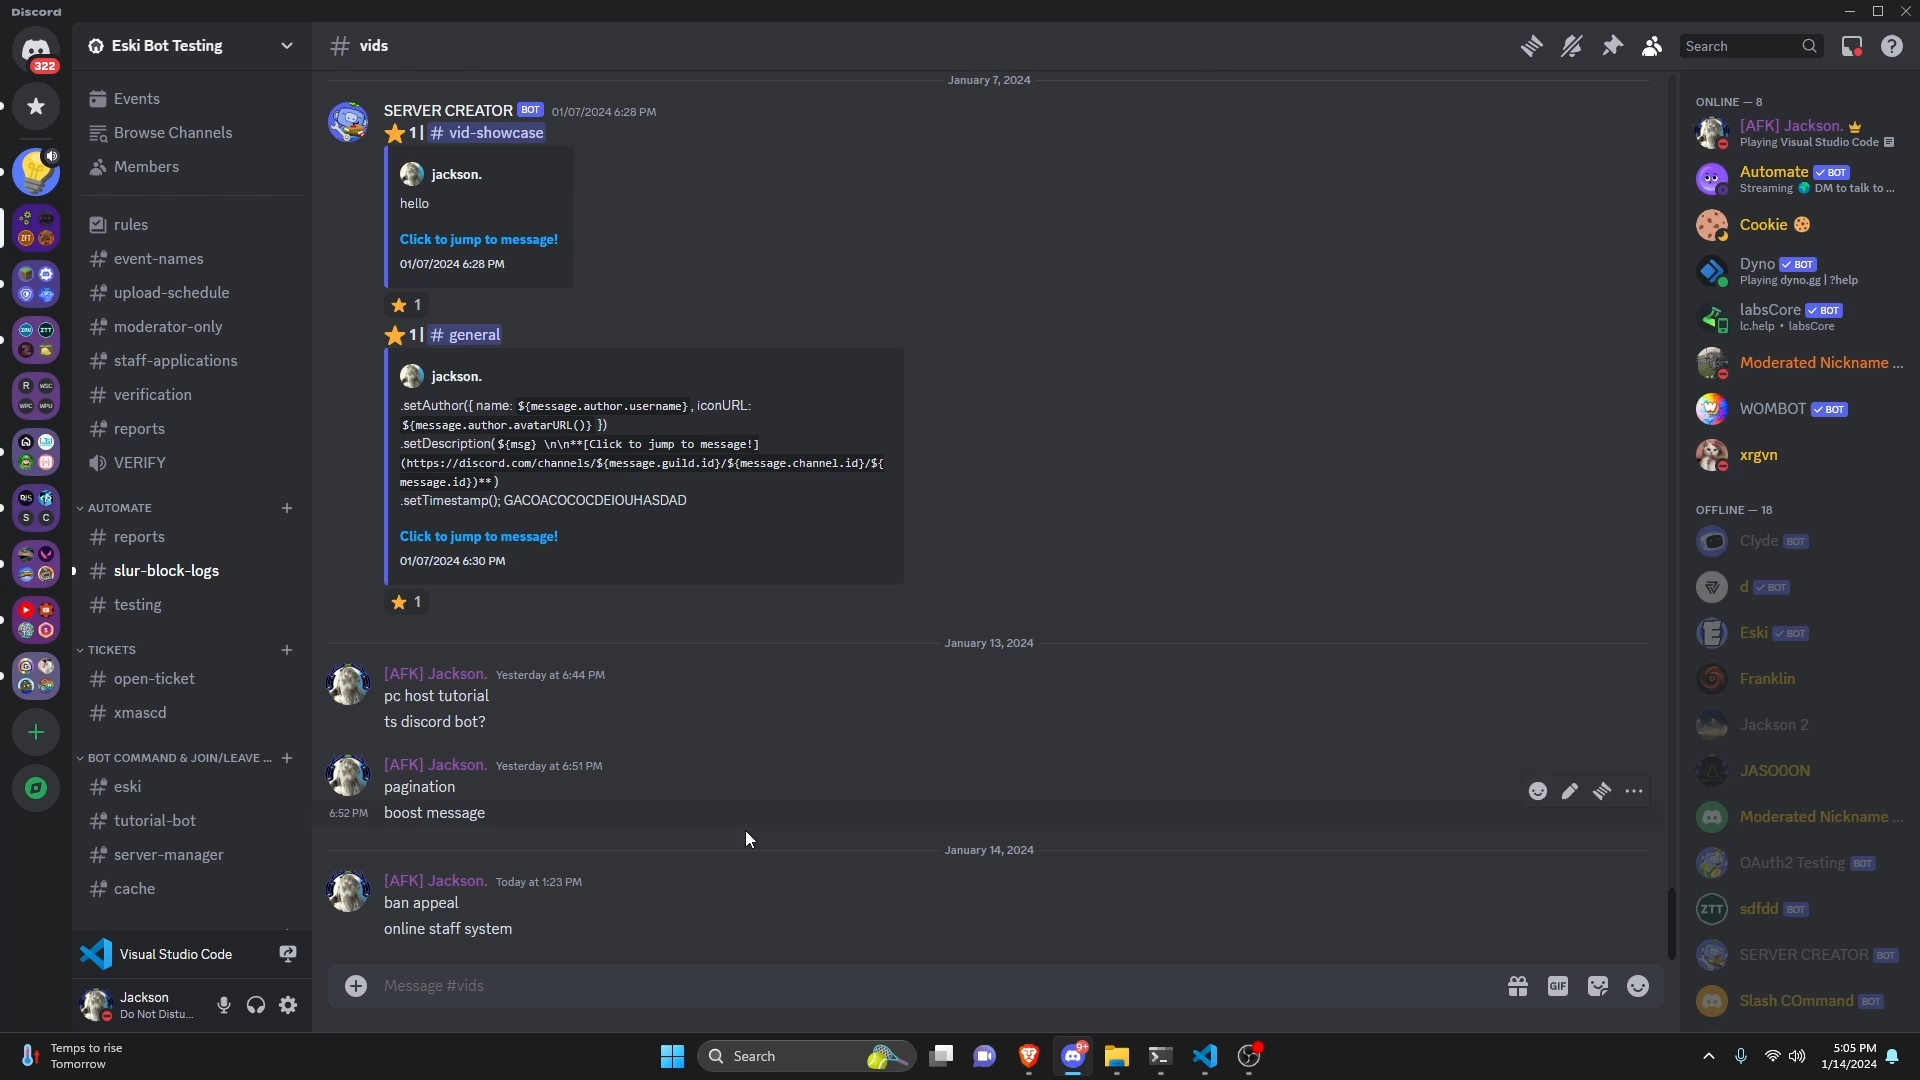 Discord
322
Eski Bot Testing
Events
Browse Channels
Members
rules
event-names
upload-schedule
moderator-only
staff-applications
verification
reports
VERIFY
AUTOMATE
reports
slur-block-logs
testing
TICKETS
open-ticket
xmascd
BOT COMMAND & JOIN/LEAVE ...
eski
tutorial-bot
server-manager
cache
Visual Studio Code
Jackson
Do Not Distu...
# vids
Search
January 7, 2024
SERVER CREATOR BOT 01/07/2024 6:28 PM
1 | # vid-showcase
jackson.
hello
Click to jump to message!
01/07/2024 6:28 PM
1
1 | # general
jackson.
.setAuthor({ name: ${message.author.username}, iconURL:
${message.author.avatarURL()} })
.setDescription(${msg} \n\n**[Click to jump to message!]
(https://discord.com/channels/${message.guild.id}/${message.channel.id}/${
message.id})**)
.setTimestamp(); GACOACOCOCDEIOUHASDAD
Click to jump to message!
01/07/2024 6:30 PM
1
January 13, 2024
[AFK] Jackson. Yesterday at 6:44 PM
pc host tutorial
ts discord bot?
[AFK] Jackson. Yesterday at 6:51 PM
pagination
6:52 PM boost message
January 14, 2024
[AFK] Jackson. Today at 1:23 PM
ban appeal
online staff system
Message #vids
GIF
ONLINE — 8
[AFK] Jackson.
Playing Visual Studio Code
Automate BOT
Streaming DM to talk to ...
Cookie
Dyno BOT
Playing dyno.gg | ?help
labsCore BOT
lc.help • labsCore
Moderated Nickname ...
WOMBOT BOT
xrgvn
OFFLINE — 18
Clyde BOT
d BOT
Eski BOT
Franklin
Jackson 2
JASO0ON
Moderated Nickname ...
OAuth2 Testing BOT
ZTT sdfdd BOT
SERVER CREATOR BOT
Slash COmmand BOT
Temps to rise
Tomorrow
Search
9+
5:05 PM
1/14/2024